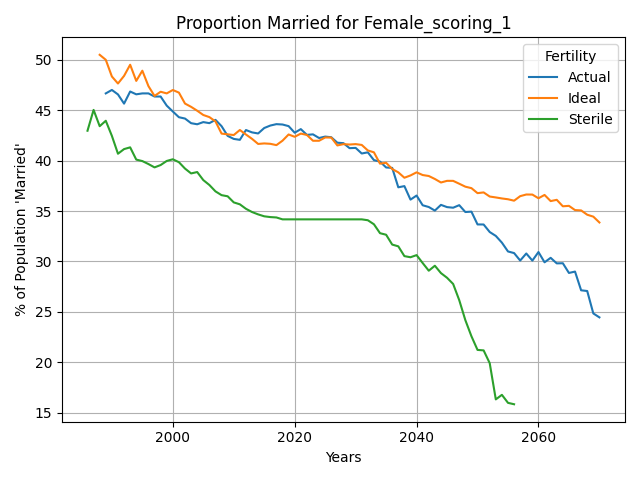 Proportion Married for Female_scoring_1
% of Population 'Married'
50
45
40
35
30
25
20
15
2000
2020
2040
2060
Years
Fertility
Actual
Ideal
Sterile